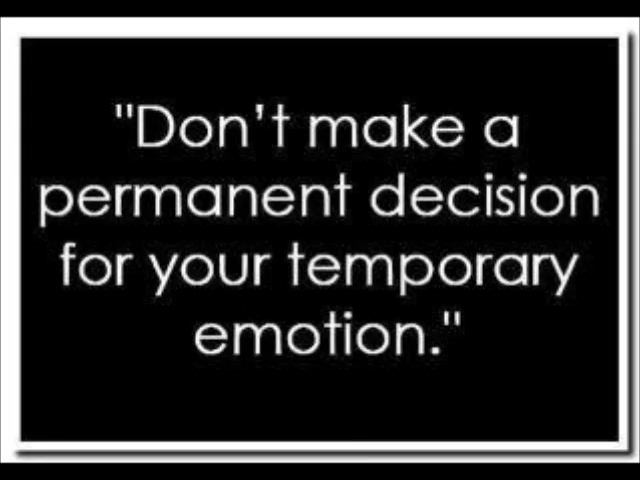 "Don't make a
permanent decision
for your temporary
emotion."